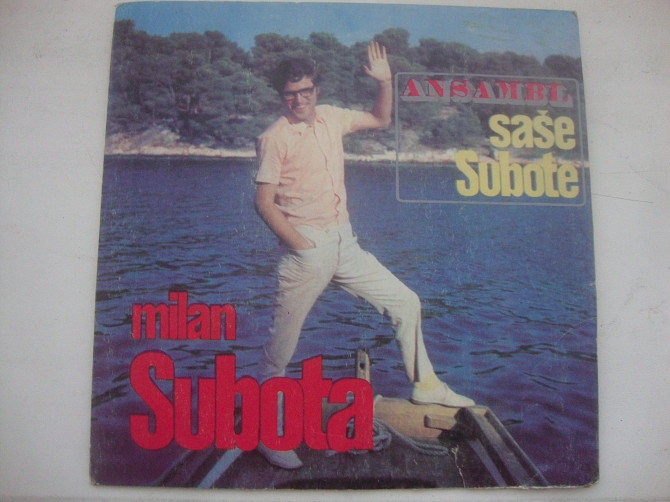 ANSAMBL
saše
Subote
milan
Subota